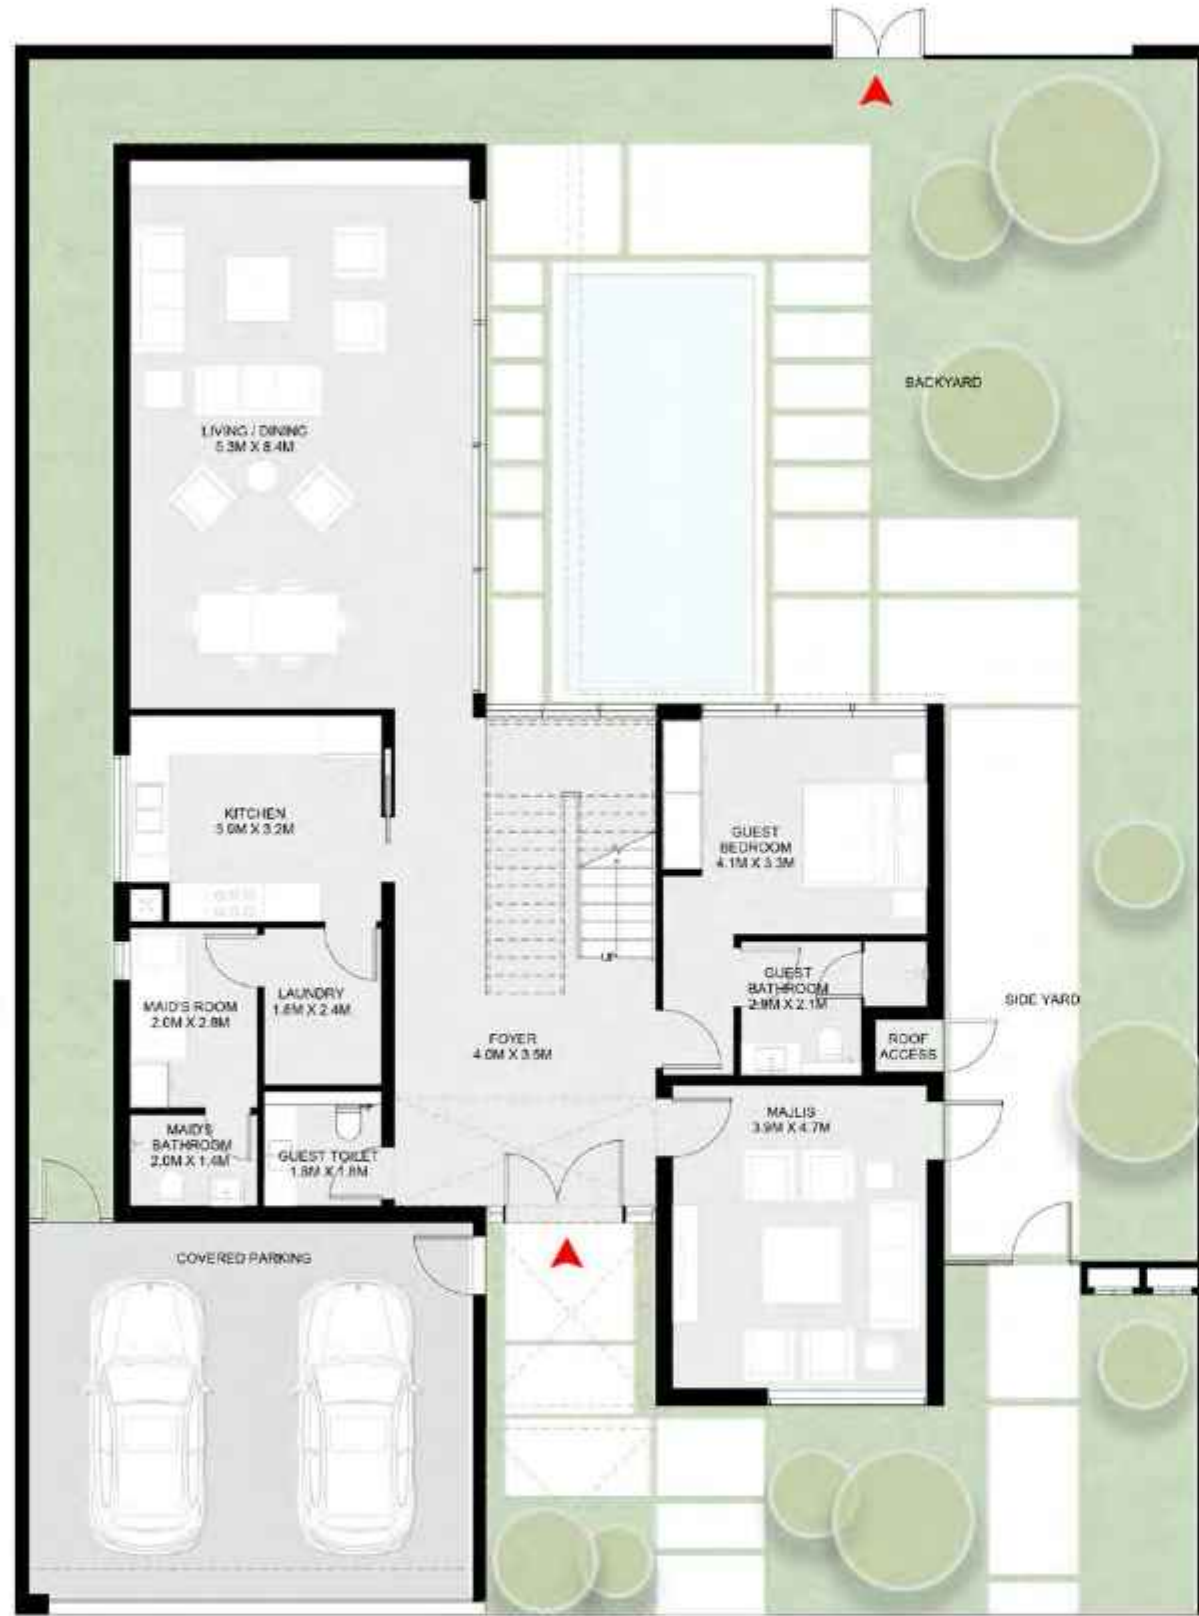 BACKYARD
LIVING / DINING
5.3M X 8.4M
KITCHEN
3.9M X 3.2M
GUEST
BEDROOM
4.1M X 3.3M
UP
GUEST
BATHROOM
2.9M X 2.1M
MAID'S ROOM
2.0M X 2.8M
LAUNDRY
1.8M X 2.4M
SIDE YARD
FOYER
4.0M X 3.5M
ROOF
ACCESS
MAJLIS
3.9M X 4.7M
MAID'S
BATHROOM
2.0M X 1.4M
GUEST TOILET
1.8M X 1.8M
COVERED PARKING